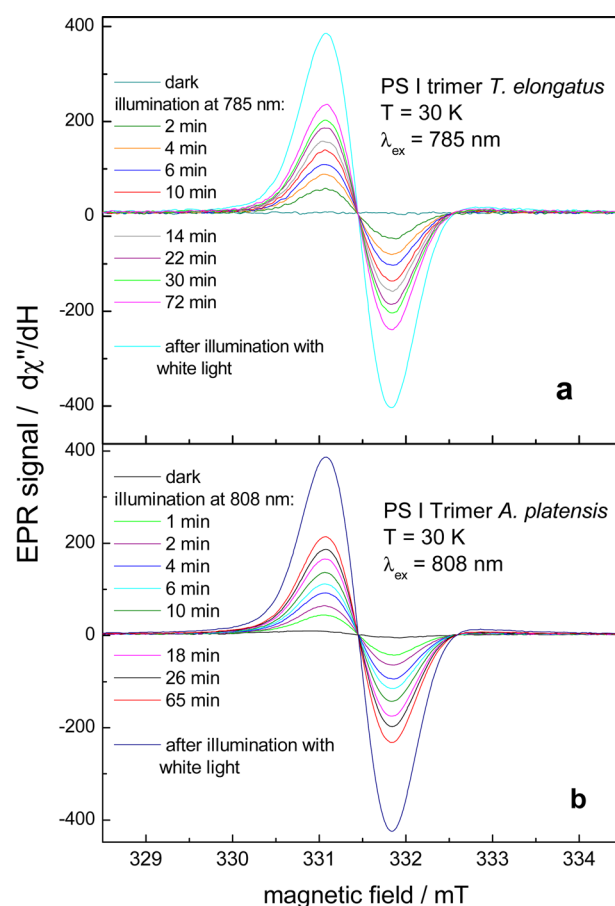 400
200
0
-200
-400
dark
illumination at 785 nm:
2 min
4 min
6 min
10 min
14 min
22 min
30 min
72 min
after illumination with
white light
PS I trimer T. elongatus
T = 30 K
λex = 785 nm
a
EPR signal / dχ"/dH
400
200
0
-200
-400
dark
illumination at 808 nm:
1 min
2 min
4 min
6 min
10 min
18 min
26 min
65 min
after illumination with
white light
PS I Trimer A. platensis
T = 30 K
λex = 808 nm
b
329 330 331 332 333 334
magnetic field / mT